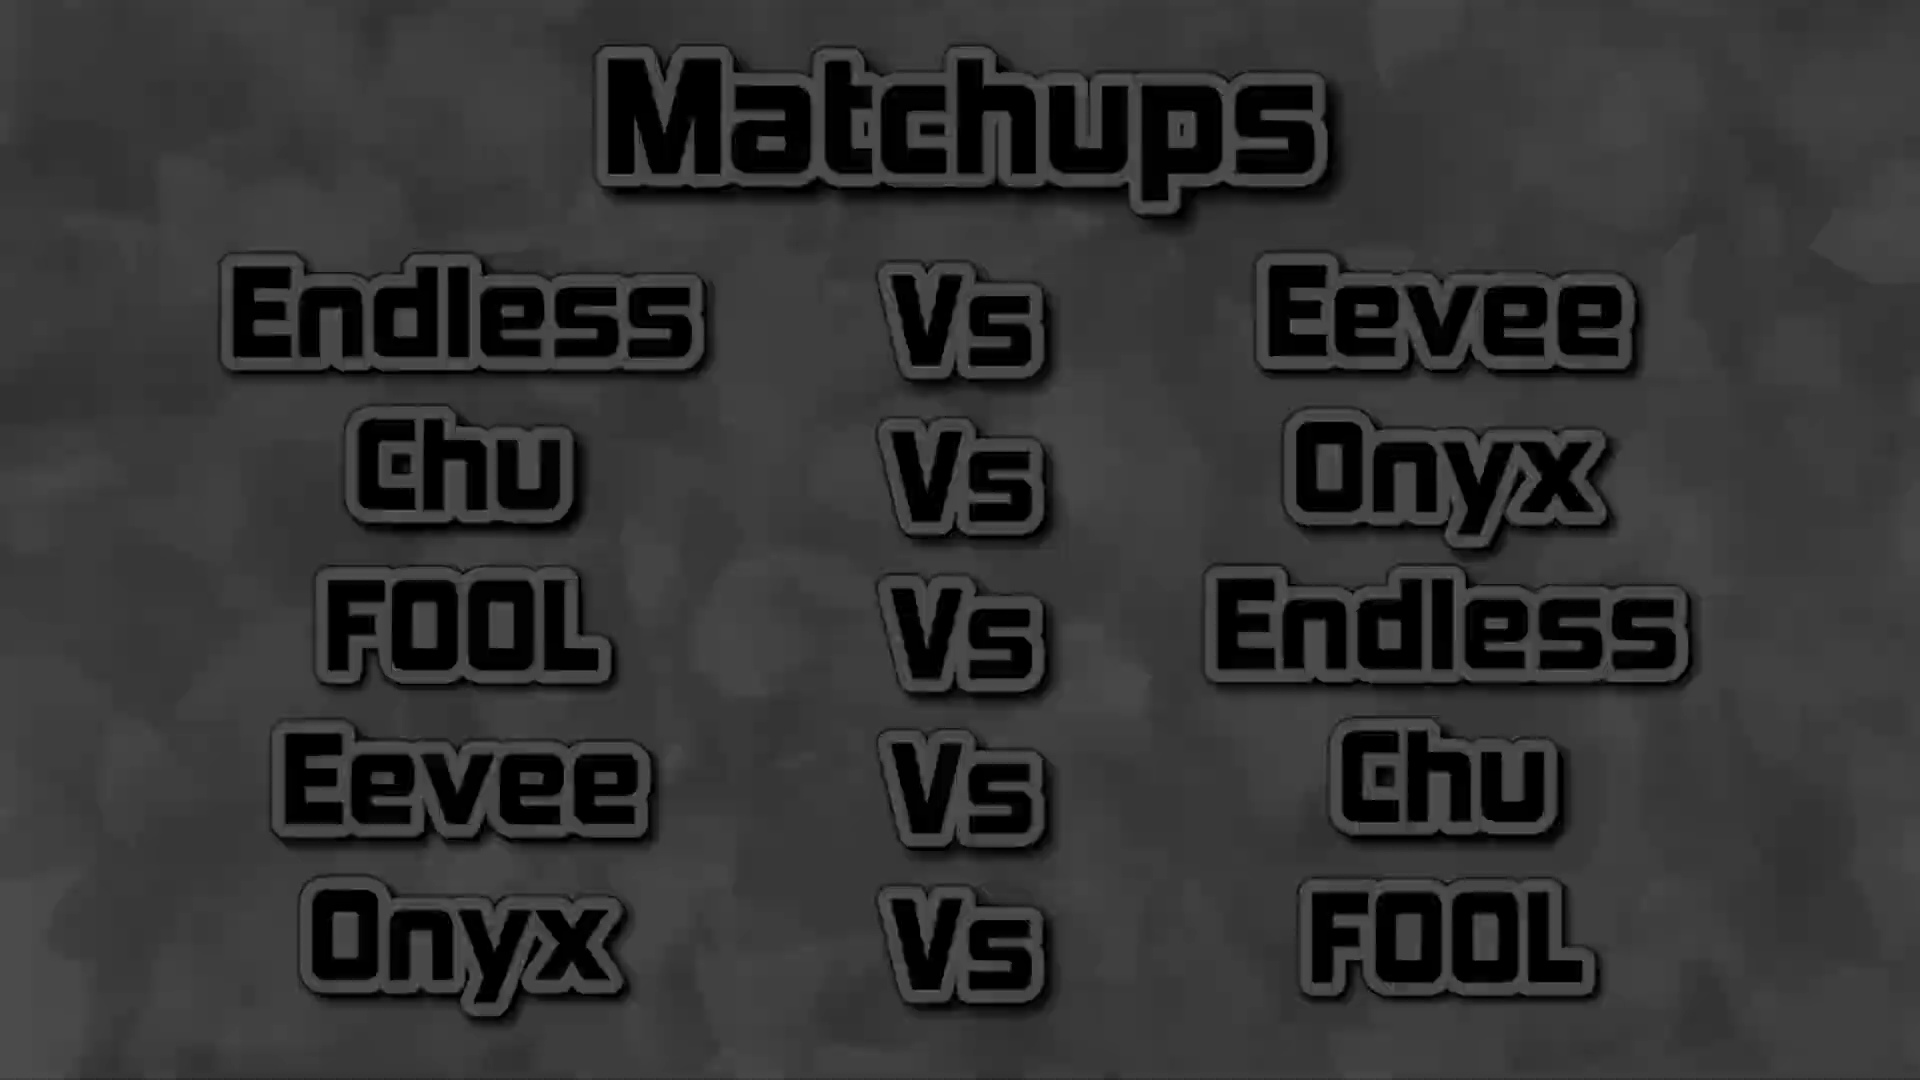 Matchups
Endless Vs Eevee
Chu Vs Onyx
FOOL Vs Endless
Eevee Vs Chu
Onyx Vs FOOL